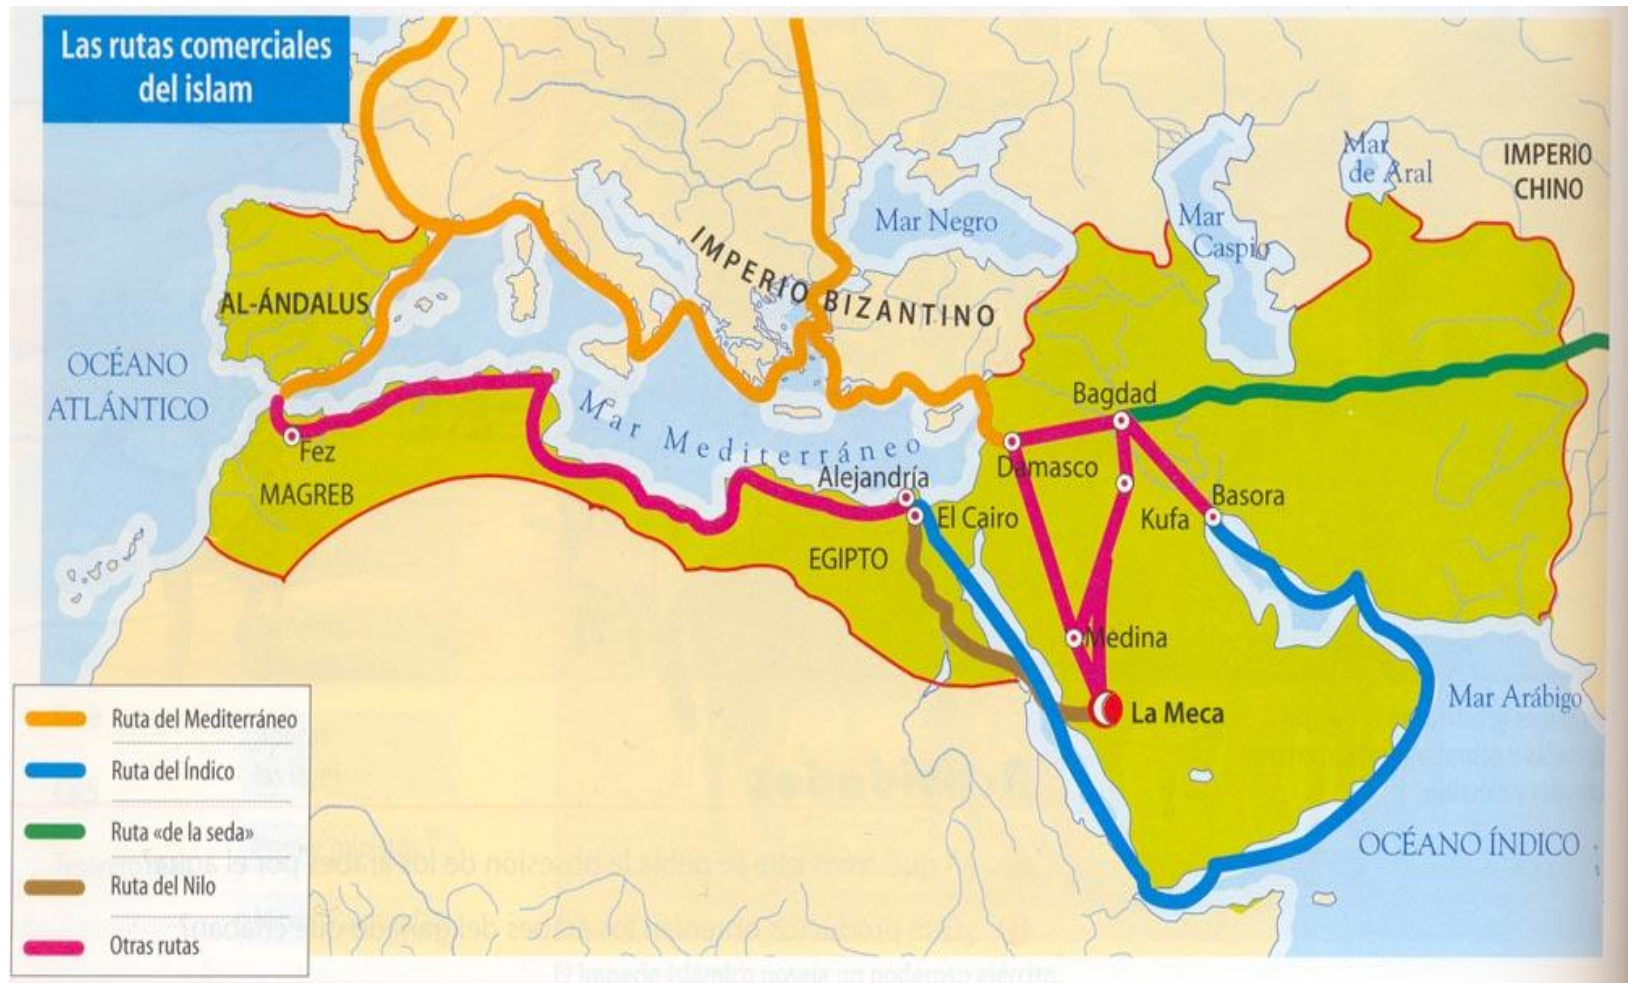 Las rutas comerciales
del islam
Mar
de Aral
IMPERIO
CHINO
Mar Negro
Mar
Caspio
IMPERIO BIZANTINO
AL-ÁNDALUS
OCÉANO
ATLÁNTICO
Mar Mediterráneo
Bagdad
Fez
Damasco
Alejandría
MAGREB
Basora
El Cairo
Kufa
EGIPTO
Medina
Mar Arábigo
La Meca
Ruta del Mediterráneo
Ruta del Índico
Ruta «de la seda»
Ruta del Nilo
Otras rutas
OCÉANO ÍNDICO